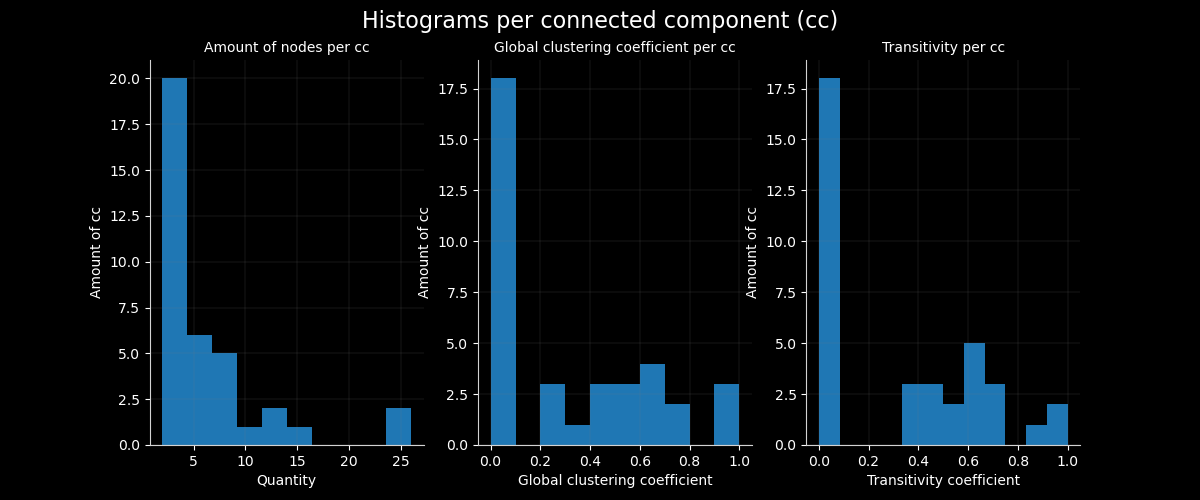 Histograms per connected component (cc)
Amount of nodes per cc
20.0
17.5
15.0
12.5
10.0
7.5
5.0
2.5
0.0
Amount of cc
5 10 15 20 25
Quantity
Global clustering coefficient per cc
17.5
15.0
12.5
10.0
7.5
5.0
2.5
0.0
Amount of cc
0.0 0.2 0.4 0.6 0.8 1.0
Global clustering coefficient
Transitivity per cc
17.5
15.0
12.5
10.0
7.5
5.0
2.5
0.0
Amount of cc
0.0 0.2 0.4 0.6 0.8 1.0
Transitivity coefficient